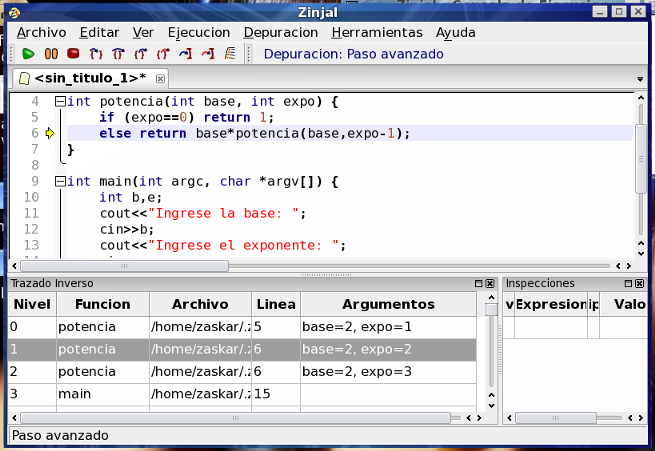 ZinjaI
Archivo Editar Ver Ejecucion Depuracion Herramientas Ayuda
Depuracion: Paso avanzado
<sin_titulo_1>*
4 int potencia(int base, int expo) {
5 if (expo==0) return 1;
6 else return base*potencia(base,expo-1);
7 }
8
9 int main(int argc, char *argv[]) {
10 int b,e;
11 cout<<"Ingrese la base: ";
12 cin>>b;
13 cout<<"Ingrese el exponente: ";
Trazado Inverso
Nivel Funcion Archivo Linea Argumentos
0 potencia /home/zaskar/.z 5 base=2, expo=1
1 potencia /home/zaskar/.z 6 base=2, expo=2
2 potencia /home/zaskar/.z 6 base=2, expo=3
3 main /home/zaskar/.z 15
Inspecciones
v Expresion ip Valo
Paso avanzado